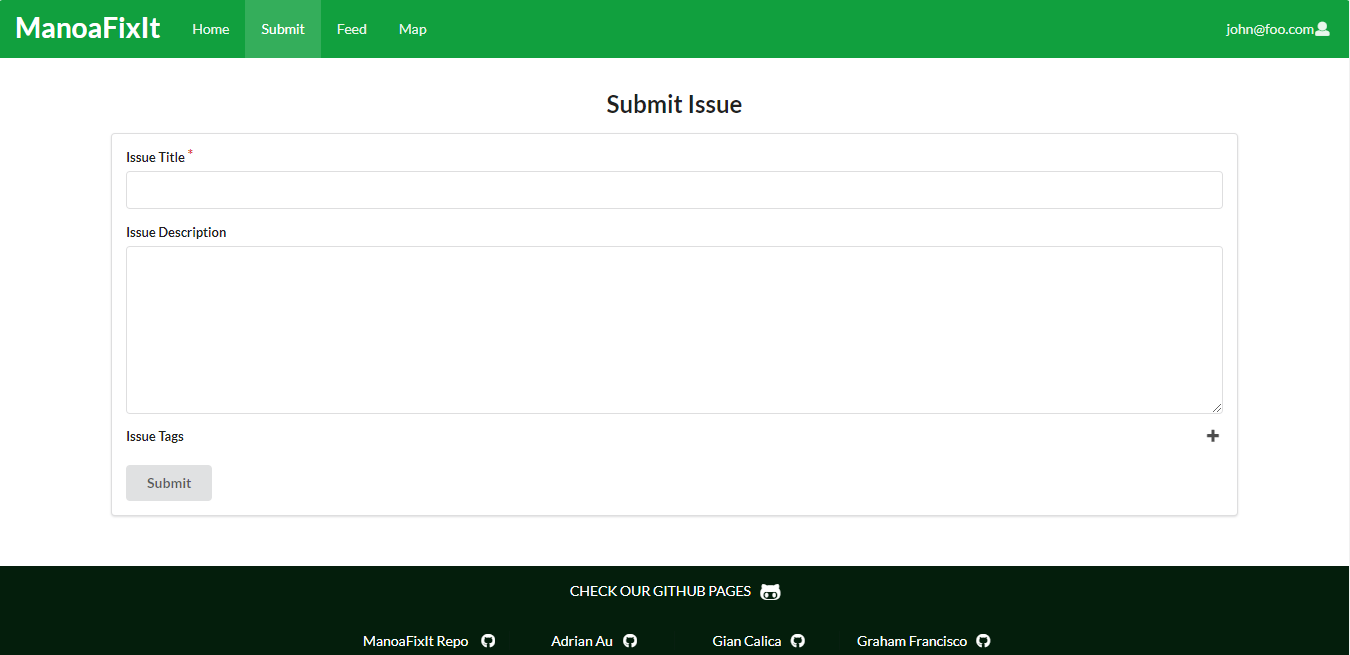 ManoaFixIt Home Submit Feed Map john@foo.com
Submit Issue
Issue Title *
Issue Description
Issue Tags
Submit
CHECK OUR GITHUB PAGES
ManoaFixIt Repo Adrian Au Gian Calica Graham Francisco